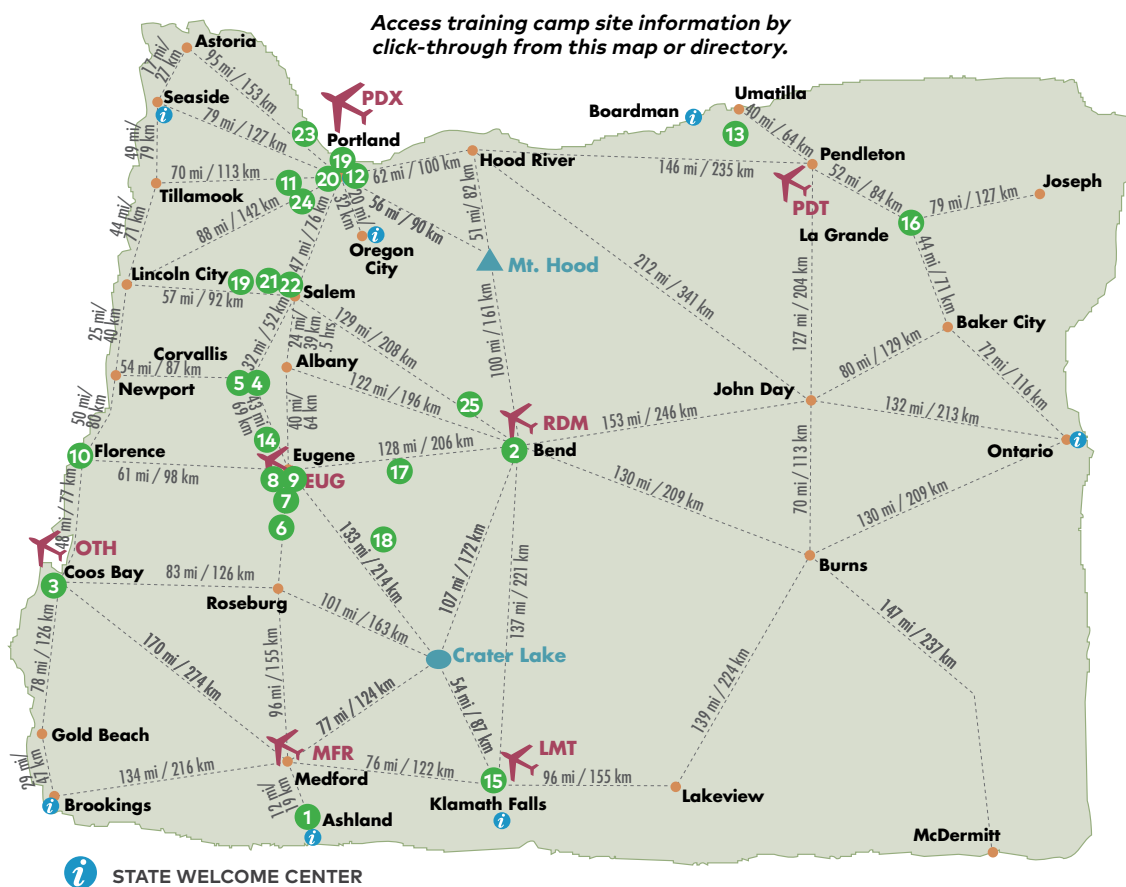 Access training camp site information by
click-through from this map or directory.
Astoria
17 mi/
27 km
95 mi / 153 km
PDX
Seaside
i
79 mi / 127 km
23
Portland
Boardman
i
Umatilla
40 mi / 64 km
13
49 mi/
79 km
19
Hood River
62 mi / 100 km
146 mi / 235 km
Pendleton
70 mi / 113 km
11
20
12
Tillamook
PDT
52 mi / 84 km
Joseph
79 mi / 127 km
24
88 mi / 142 km
20 mi/
32 km
56 mi / 90 km
51 mi / 82 km
16
La Grande
44 mi/
71 km
47 mi / 76 km
i
Oregon
City
Mt. Hood
212 mi / 341 km
127 mi / 204 km
44 mi / 71 km
Lincoln City
19
21
22
Salem
57 mi / 92 km
25 mi/
40 km
32 mi / 52 km
24 mi/
39 km
.5 hrs
129 mi / 208 km
100 mi / 161 km
Baker City
80 mi / 129 km
72 mi / 116 km
Corvallis
Albany
54 mi / 87 km
5
4
Newport
122 mi / 196 km
John Day
50 mi/
80 km
43 mi/
69 km
40 mi/
64 km
25
RDM
153 mi / 246 km
132 mi / 213 km
14
10
Florence
Eugene
128 mi / 206 km
2
Bend
Ontario
i
61 mi / 98 km
8
9
EUG
17
7
70 mi / 113 km
130 mi / 209 km
130 mi / 209 km
48 mi / 77 km
6
18
OTH
133 mi / 214 km
107 mi / 172 km
137 mi / 221 km
Coos Bay
3
83 mi / 126 km
Burns
Roseburg
101 mi / 163 km
147 mi / 237 km
78 mi / 126 km
170 mi / 274 km
96 mi / 155 km
Crater Lake
77 mi / 124 km
54 mi / 87 km
139 mi / 224 km
Gold Beach
MFR
LMT
29 mi/
47 km
134 mi / 216 km
Medford
76 mi / 122 km
15
96 mi / 155 km
Lakeview
Brookings
i
12 mi/
19 km
Klamath Falls
i
1
Ashland
i
McDermitt
i
STATE WELCOME CENTER